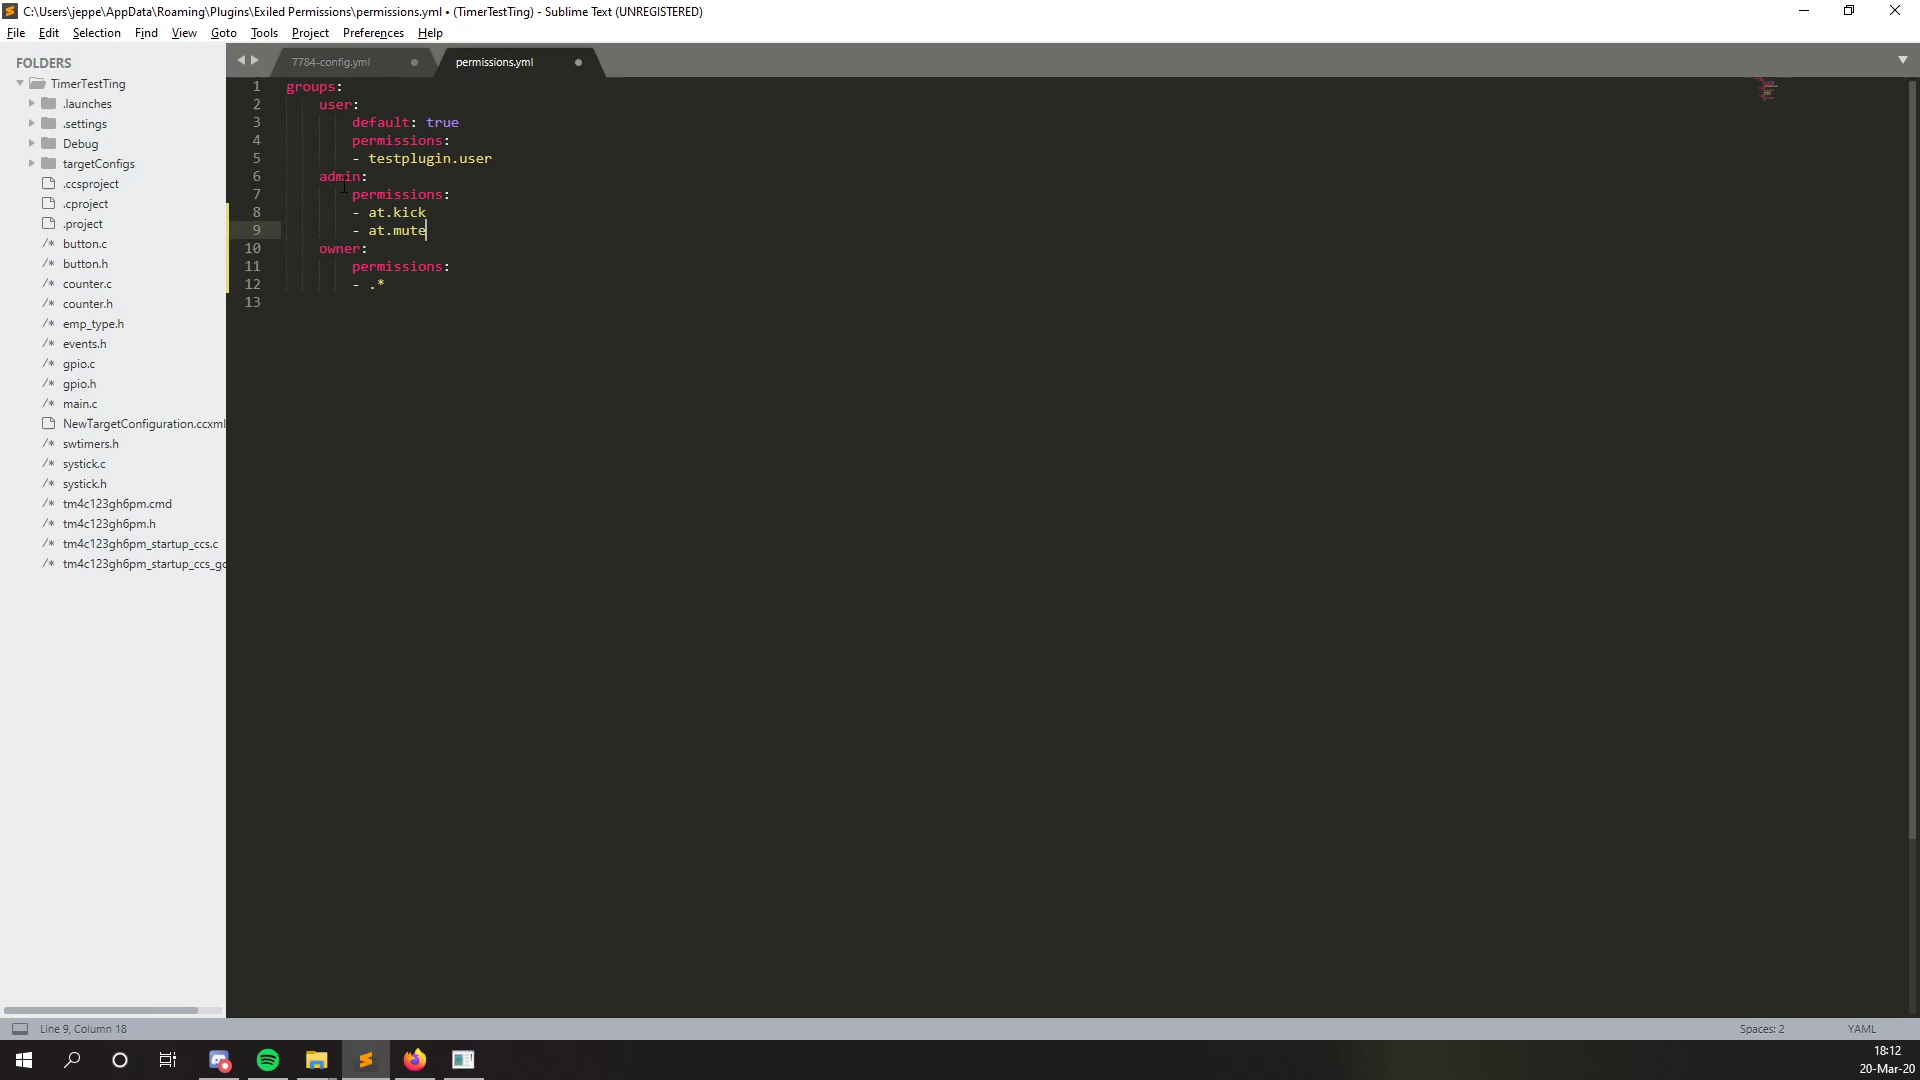 C:\Users\jeppe\AppData\Roaming\Plugins\Exiled Permissions\permissions.yml • (TimerTestTing) - Sublime Text (UNREGISTERED)
File Edit Selection Find View Goto Tools Project Preferences Help
FOLDERS
TimerTestTing
.launches
.settings
Debug
targetConfigs
.ccsproject
.cproject
.project
/* button.c
/* button.h
/* counter.c
/* counter.h
/* emp_type.h
/* events.h
/* gpio.c
/* gpio.h
/* main.c
NewTargetConfiguration.ccxml
/* swtimers.h
/* systick.c
/* systick.h
/* tm4c123gh6pm.cmd
/* tm4c123gh6pm.h
/* tm4c123gh6pm_startup_ccs.c
/* tm4c123gh6pm_startup_ccs_gc
7784-config.yml permissions.yml
1 groups:
2 user:
3 default: true
4 permissions:
5 - testplugin.user
6 admin:
7 permissions:
8 - at.kick
9 - at.mute
10 owner:
11 permissions:
12 - .*
13
Line 9, Column 18 Spaces: 2 YAML
18:12
20-Mar-20